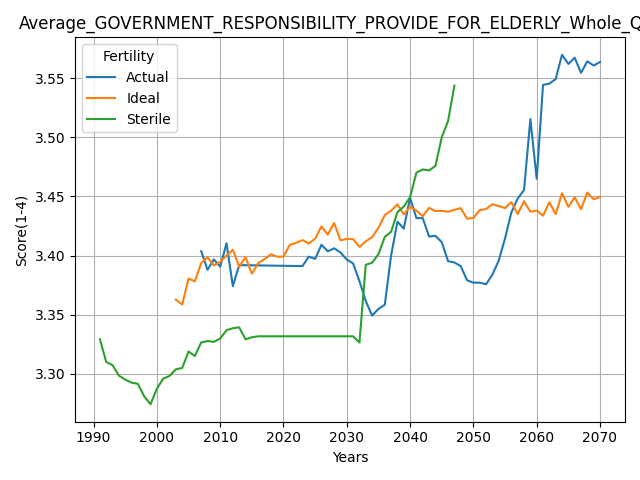 Average_GOVERNMENT_RESPONSIBILITY_PROVIDE_FOR_ELDERLY_Whole_Q
Fertility
Actual
Ideal
Sterile
Score(1-4)
3.55
3.50
3.45
3.40
3.35
3.30
1990 2000 2010 2020 2030 2040 2050 2060 2070
Years